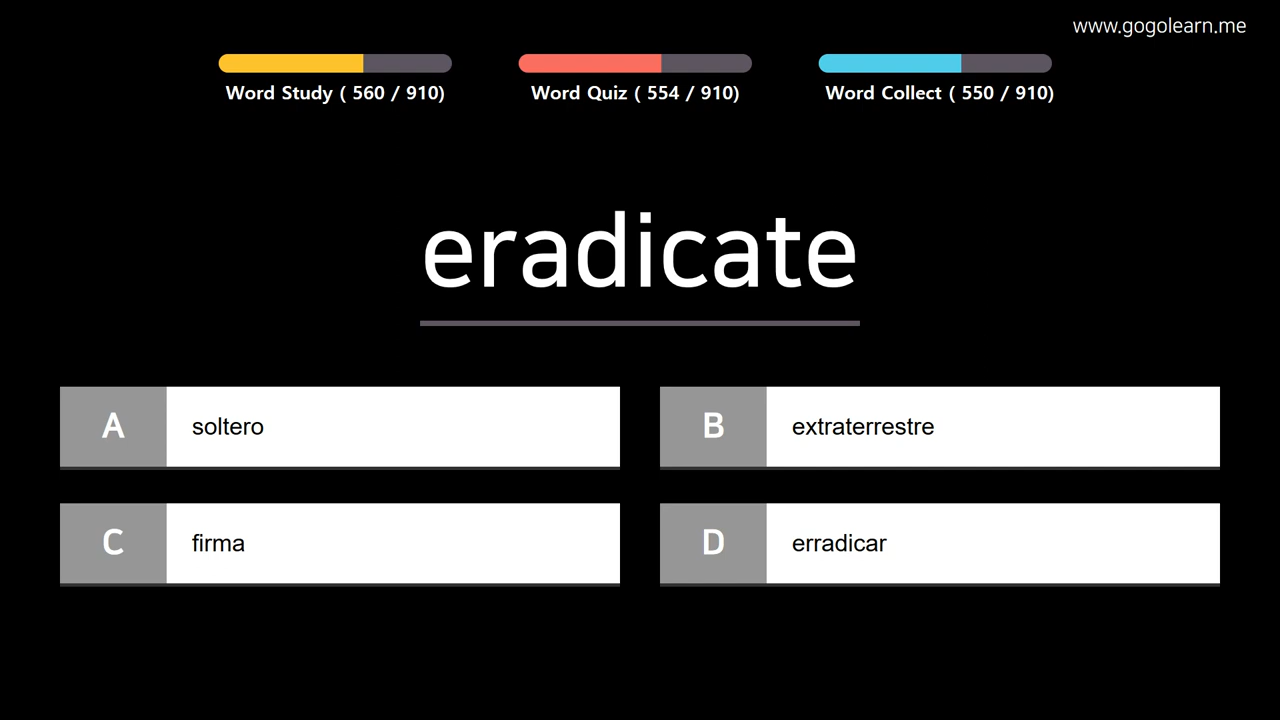 www.gogolearn.me
Word Study ( 560 / 910)
Word Quiz ( 554 / 910)
Word Collect ( 550 / 910)
eradicate
A soltero
B extraterrestre
C firma
D erradicar